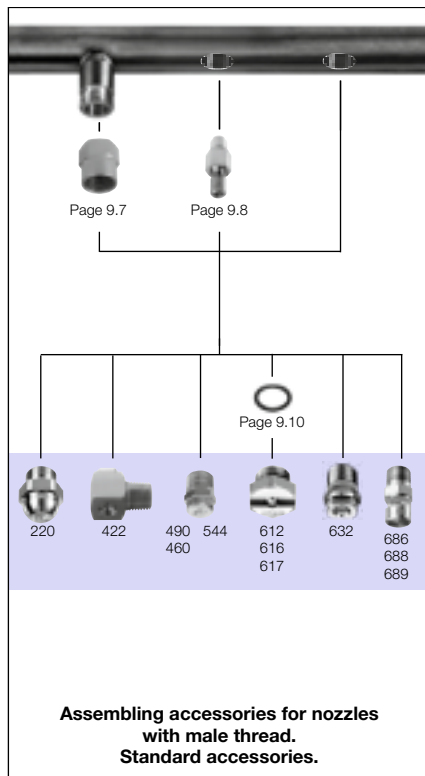 Page 9.7 Page 9.8
Page 9.10
220 422 490 544 612 632 686
460 616 688
617 689
Assembling accessories for nozzles
with male thread.
Standard accessories.